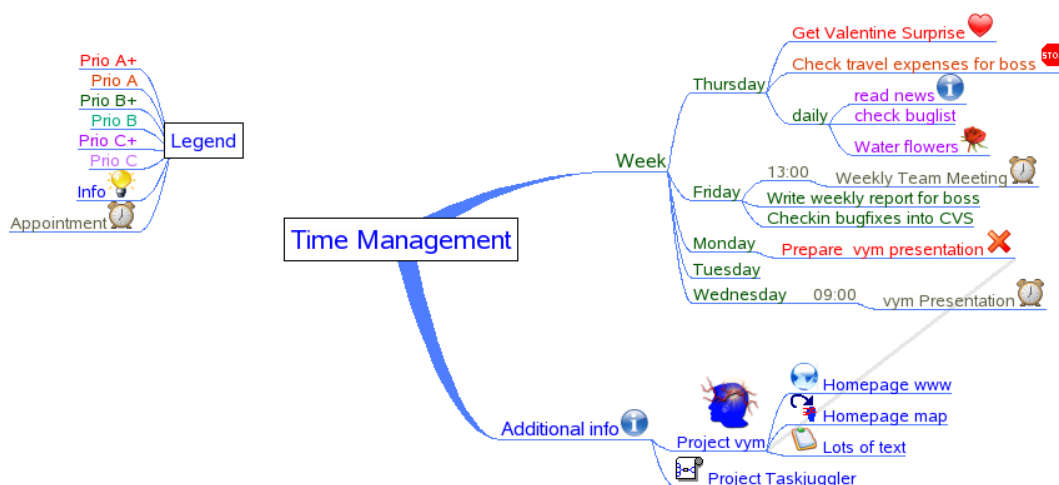 Prio A+
Prio A
Prio B+
Prio B
Prio C+
Prio C
Info
Appointment
Legend
Time Management
Week
Thursday
Get Valentine Surprise
Check travel expenses for boss
STOP
daily
read news
check buglist
Water flowers
Friday
13:00
Weekly Team Meeting
Write weekly report for boss
Checkin bugfixes into CVS
Monday
Prepare vym presentation
Tuesday
Wednesday
09:00
vym Presentation
Additional info
Project vym
Homepage www
Homepage map
Lots of text
Project Taskjuggler